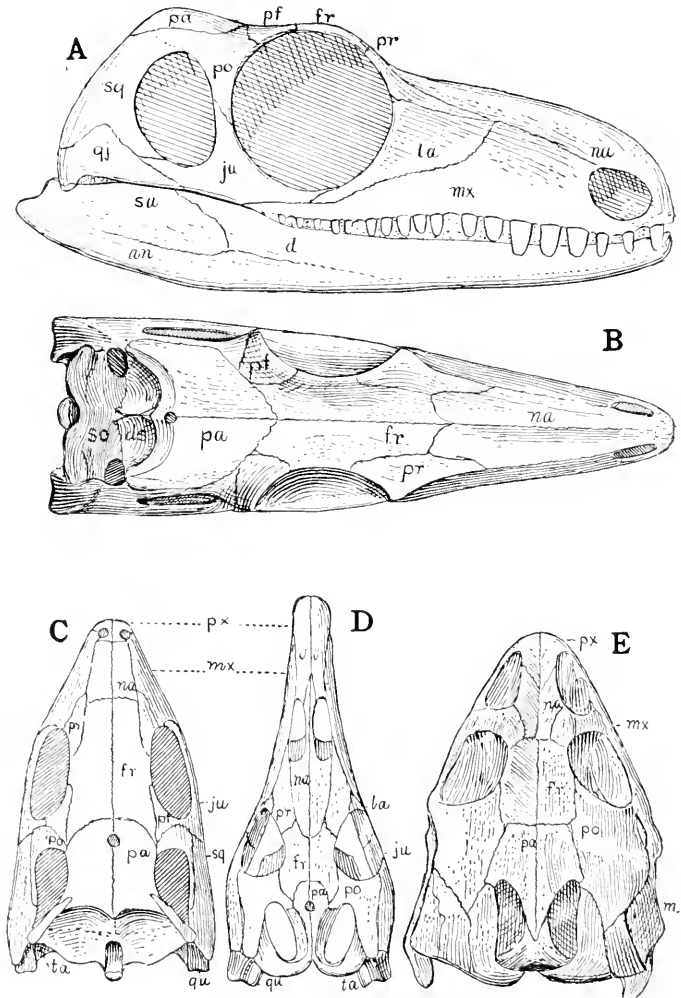 pa pf fr pr
A
sq po
qj ju la na
su mx
an d
B
pf
so ds pa fr na
pr
C px D E
mx px
na na mx
pr fr pr la fr
ju po
pf
po pa sq fr ju pa
pa po
m.
ta qu qu ta